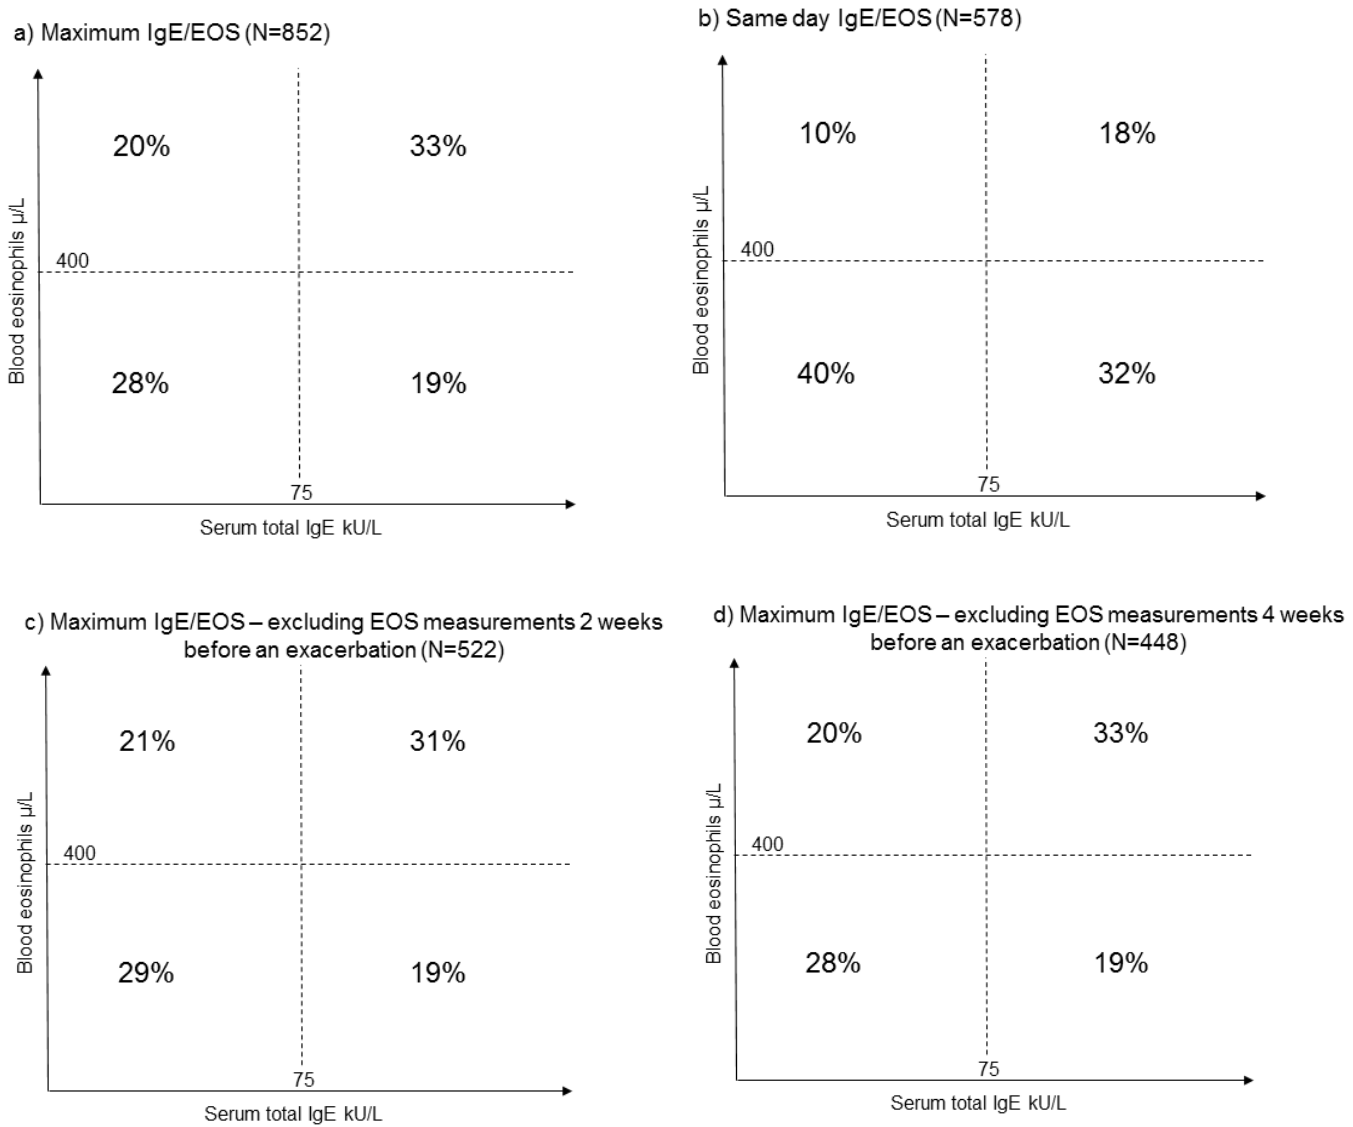 a) Maximum IgE/EOS (N=852)
20%
33%
400
28%
19%
75
Blood eosinophils µ/L
Serum total IgE kU/L
b) Same day IgE/EOS (N=578)
10%
18%
400
40%
32%
75
Blood eosinophils µ/L
Serum total IgE kU/L
c) Maximum IgE/EOS – excluding EOS measurements 2 weeks
before an exacerbation (N=522)
21%
31%
400
29%
19%
75
Blood eosinophils µ/L
Serum total IgE kU/L
d) Maximum IgE/EOS – excluding EOS measurements 4 weeks
before an exacerbation (N=448)
20%
33%
400
28%
19%
75
Blood eosinophils µ/L
Serum total IgE kU/L